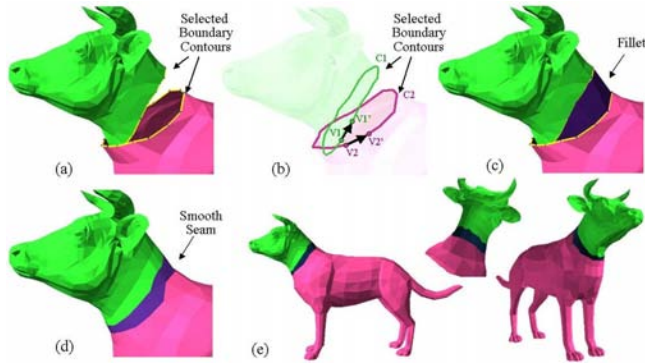 Selected
Boundary
Contours
(a)
Selected
Boundary
Contours
C1
C2
V1'
V1
V2
V2'
(b)
Fillet
(c)
Smooth
Seam
(d)
(e)